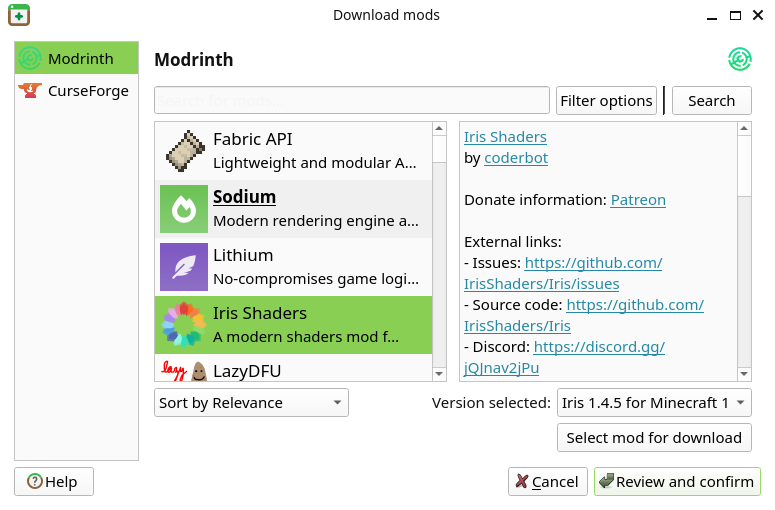 Download mods
Modrinth
CurseForge
Modrinth
Search for mods...
Filter options
Search
Fabric API
Lightweight and modular A...
Sodium
Modern rendering engine a...
Lithium
No-compromises game logi...
Iris Shaders
A modern shaders mod f...
lazy
LazyDFU
Iris Shaders
by coderbot
Donate information: Patreon
External links:
- Issues: https://github.com/
IrisShaders/Iris/issues
- Source code: https://github.com/
IrisShaders/Iris
- Discord: https://discord.gg/
jQJnav2jPu
Sort by Relevance
Version selected:
Iris 1.4.5 for Minecraft 1
Select mod for download
Help
Cancel
Review and confirm